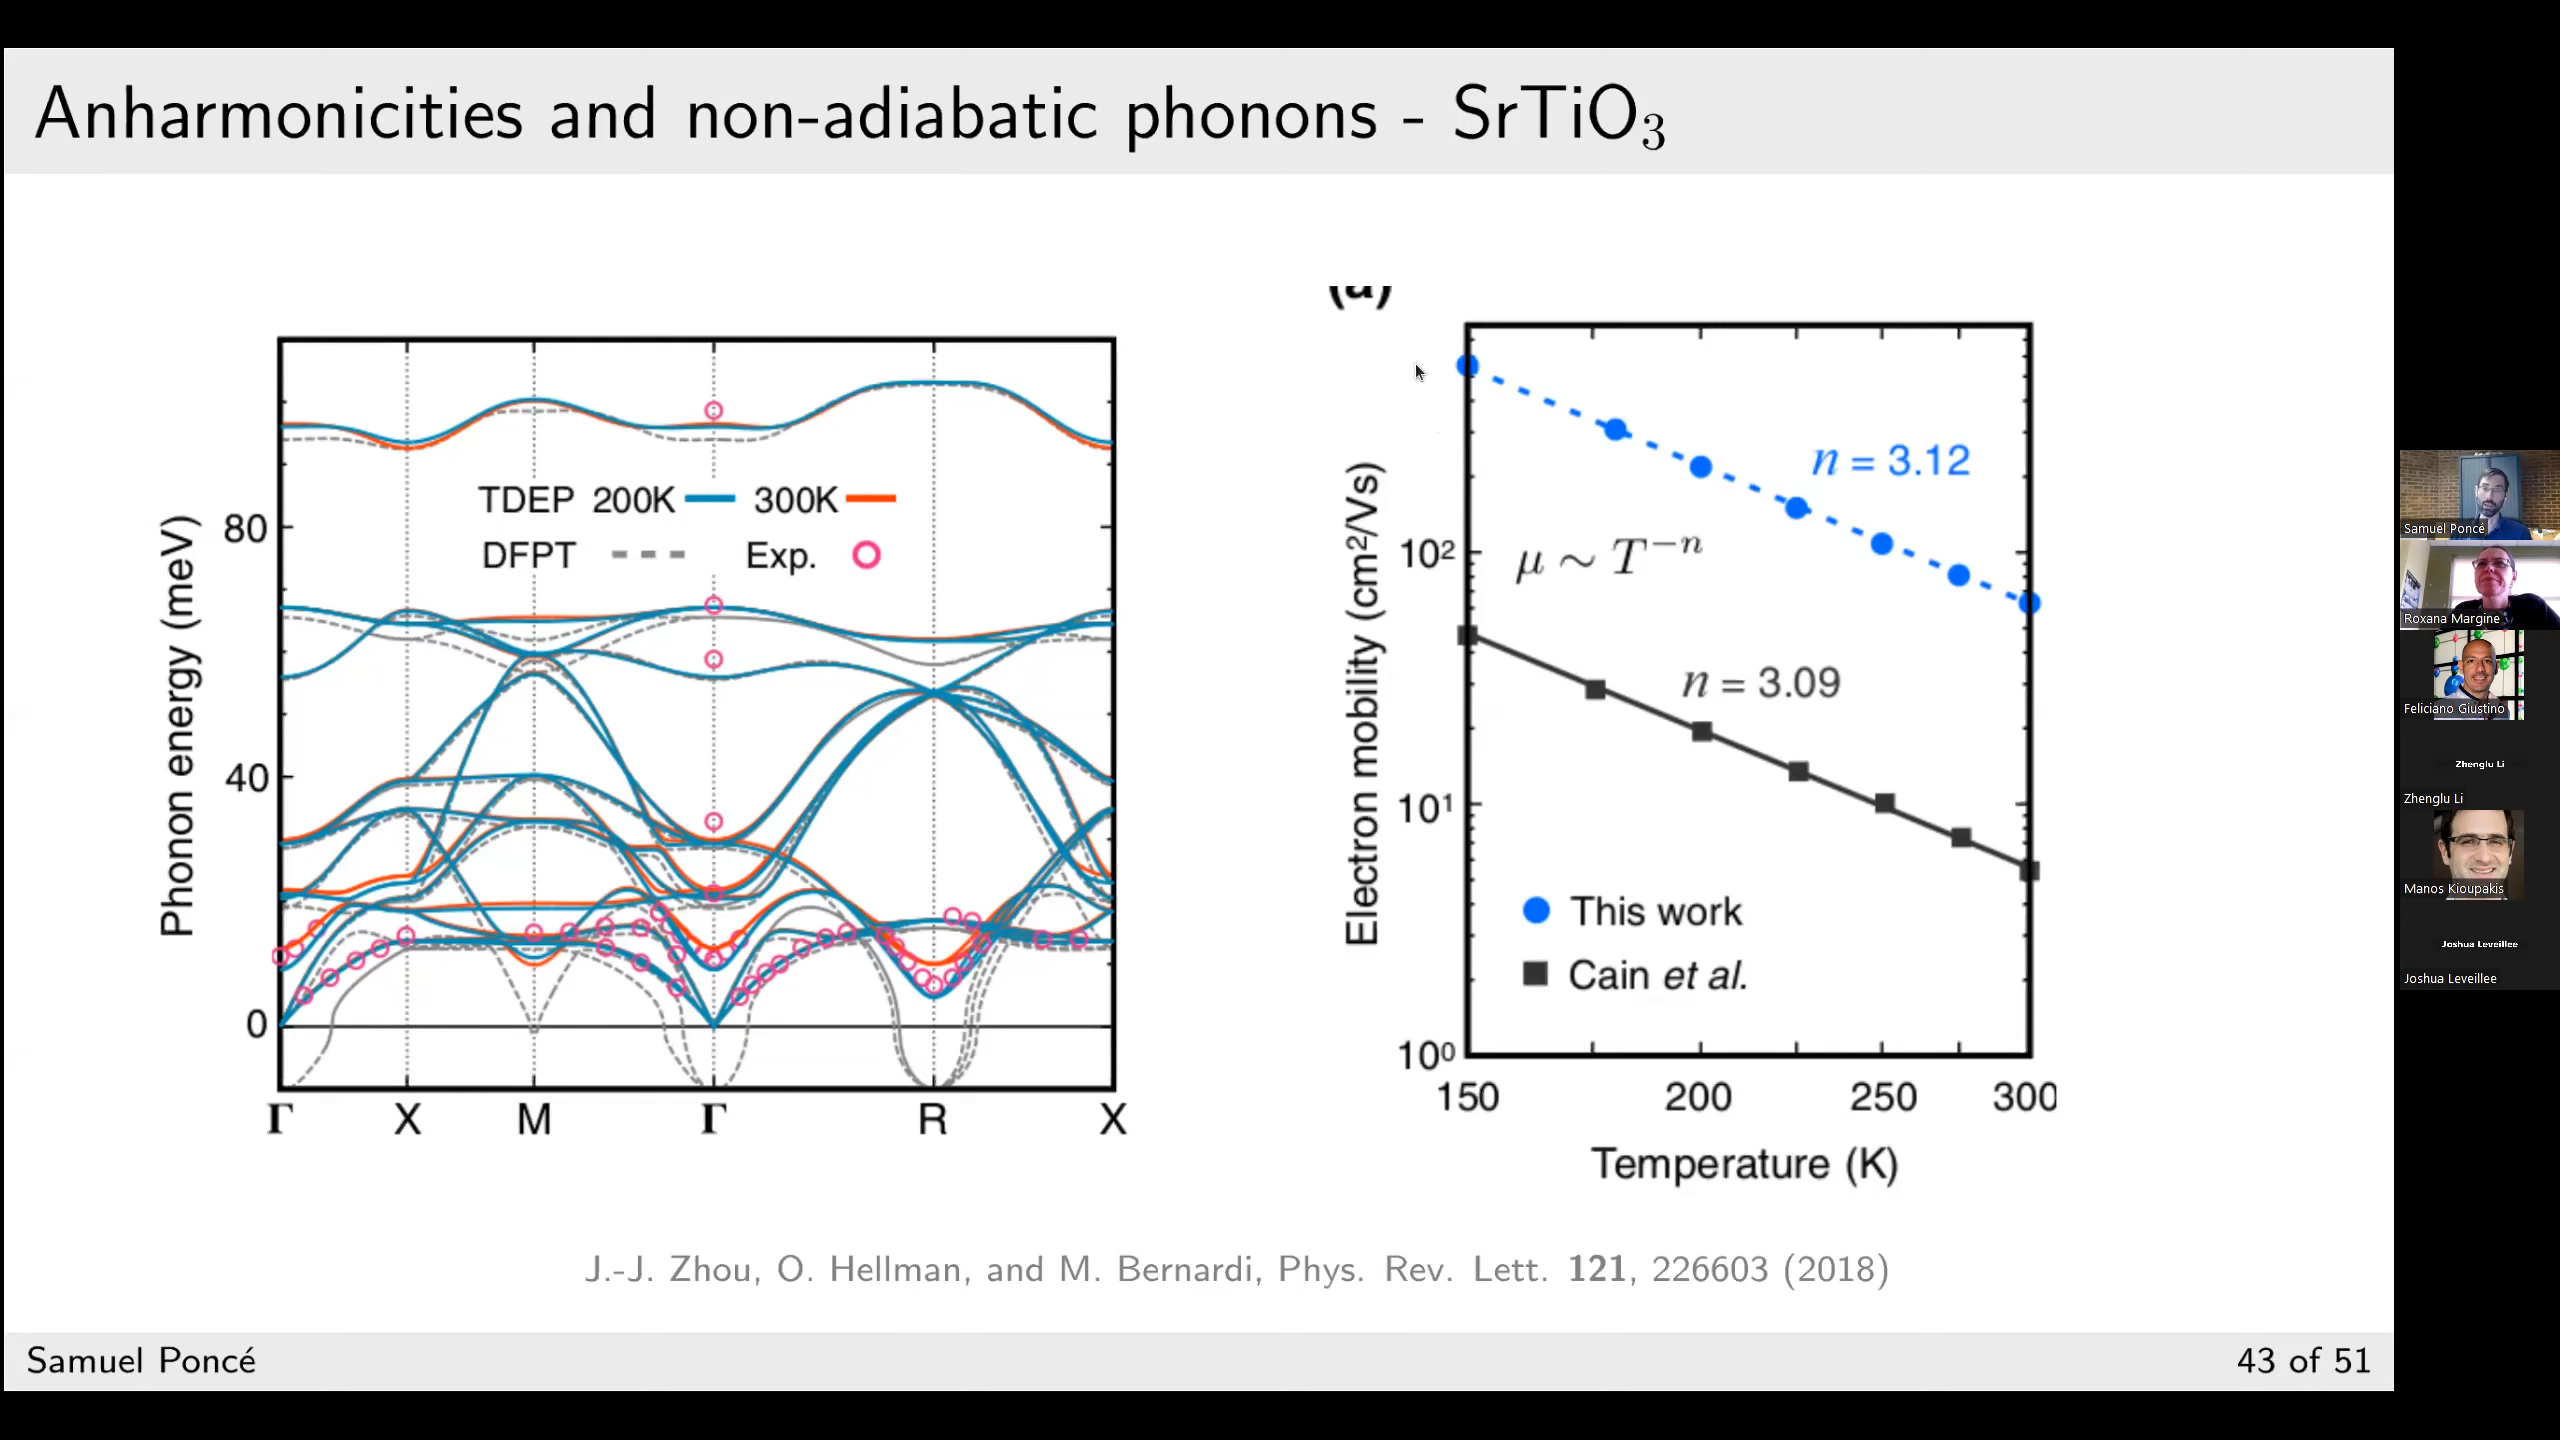 Anharmonicities and non-adiabatic phonons - SrTiO₃
Phonon energy (meV)
80
40
0
TDEP 200K 300K
DFPT Exp.
Γ X M Γ R X
(a)
Electron mobility (cm²/Vs)
10²
10¹
10⁰
n = 3.12
μ ~ T⁻ⁿ
n = 3.09
This work
Cain et al.
150 200 250 300
Temperature (K)
J.-J. Zhou, O. Hellman, and M. Bernardi, Phys. Rev. Lett. 121, 226603 (2018)
Samuel Poncé
43 of 51
Samuel Poncé
Roxana Margine
Feliciano Giustino
Zhenglu Li
Zhenglu Li
Manos Kioupakis
Joshua Leveillee
Joshua Leveillee